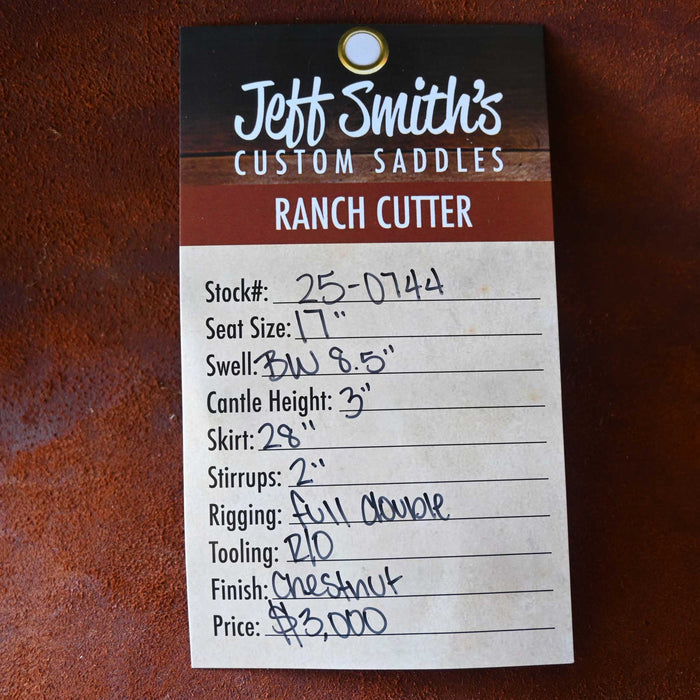 Jeff Smith's
CUSTOM SADDLES
RANCH CUTTER
Stock#: 25-0744
Seat Size: 17"
Swell: BW 8.5"
Cantle Height: 3"
Skirt: 28"
Stirrups: 2"
Rigging: full double
Tooling: R/O
Finish: Chestnut
Price: $3,000